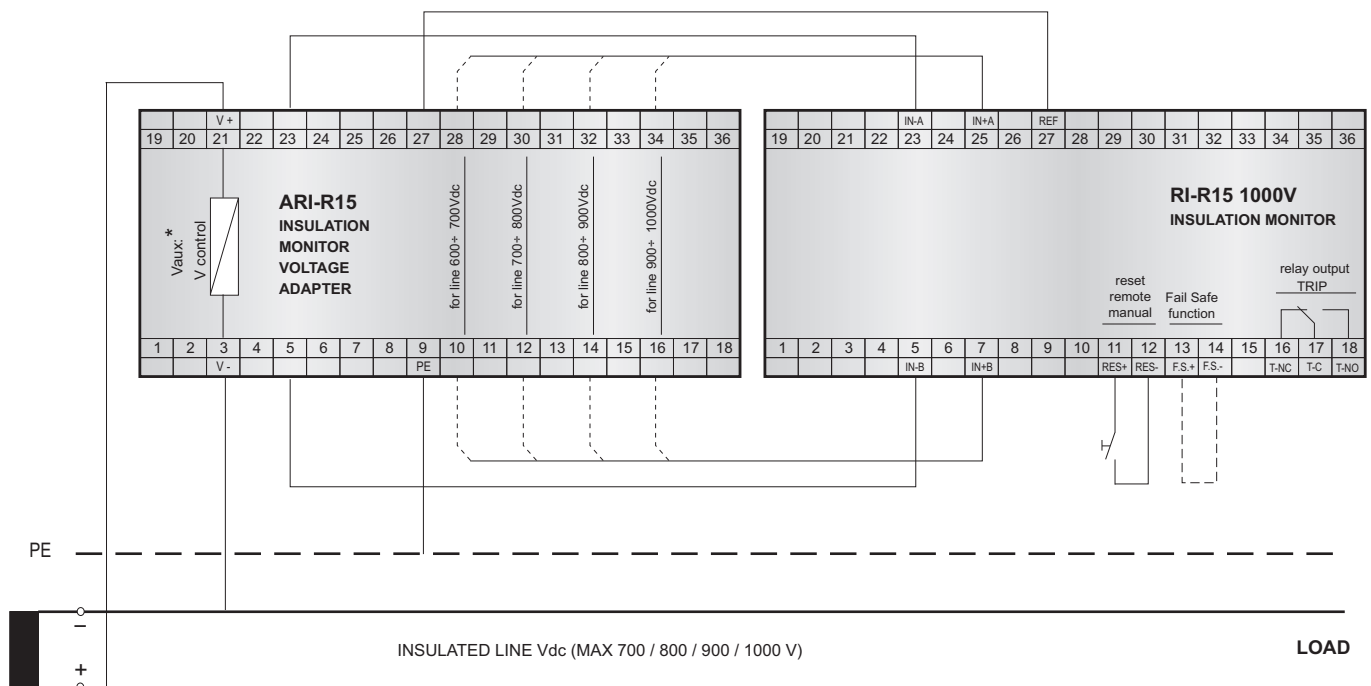 V + IN-A IN+A REF
19 20 21 22 23 24 25 26 27 28 29 30 31 32 33 34 35 36
19 20 21 22 23 24 25 26 27 28 29 30 31 32 33 34 35 36
Vaux: *
V control
ARI-R15
INSULATION
MONITOR
VOLTAGE
ADAPTER
for line 600÷ 700Vdc
for line 700÷ 800Vdc
for line 800÷ 900Vdc
for line 900÷ 1000Vdc
RI-R15 1000V
INSULATION MONITOR
reset
remote
manual
Fail Safe
function
relay output
TRIP
1 2 3 4 5 6 7 8 9 10 11 12 13 14 15 16 17 18
V - PE
1 2 3 4 5 6 7 8 9 10 11 12 13 14 15 16 17 18
IN-B IN+B RES+ RES- F.S.+ F.S.- T-NC T-C T-NO
PE
−
+
INSULATED LINE Vdc (MAX 700 / 800 / 900 / 1000 V)
LOAD